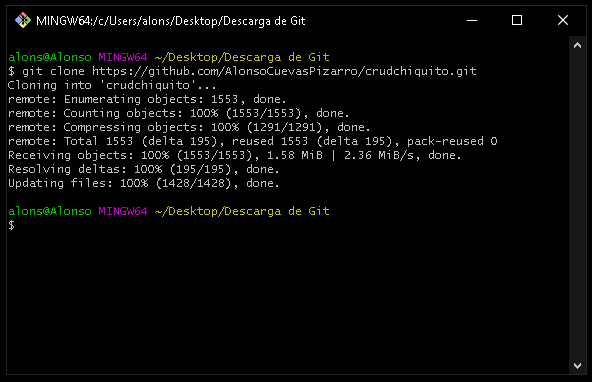 MINGW64:/c/Users/alons/Desktop/Descarga de Git
alons@Alonso MINGW64 ~/Desktop/Descarga de Git
$ git clone https://github.com/AlonsoCuevasPizarro/crudchiquito.git
Cloning into 'crudchiquito'...
remote: Enumerating objects: 1553, done.
remote: Counting objects: 100% (1553/1553), done.
remote: Compressing objects: 100% (1291/1291), done.
remote: Total 1553 (delta 195), reused 1553 (delta 195), pack-reused 0
Receiving objects: 100% (1553/1553), 1.58 MiB | 2.36 MiB/s, done.
Resolving deltas: 100% (195/195), done.
Updating files: 100% (1428/1428), done.
alons@Alonso MINGW64 ~/Desktop/Descarga de Git
$